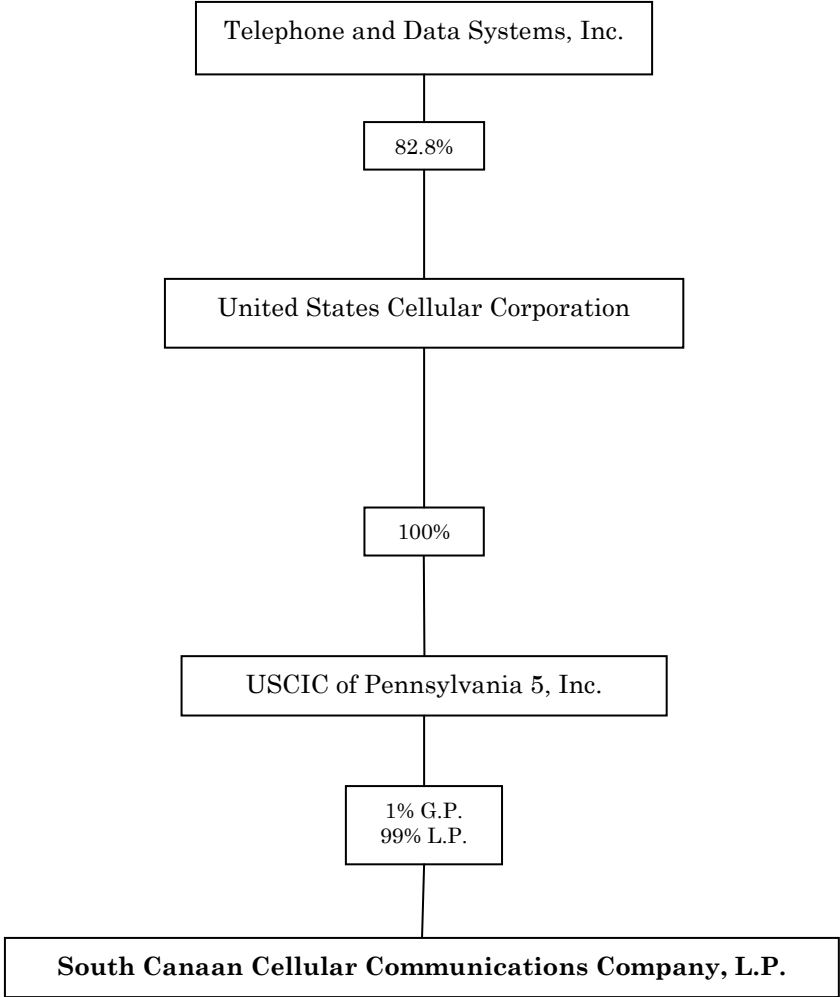 Telephone and Data Systems, Inc.
82.8%
United States Cellular Corporation
100%
USCIC of Pennsylvania 5, Inc.
1% G.P.
99% L.P.
South Canaan Cellular Communications Company, L.P.